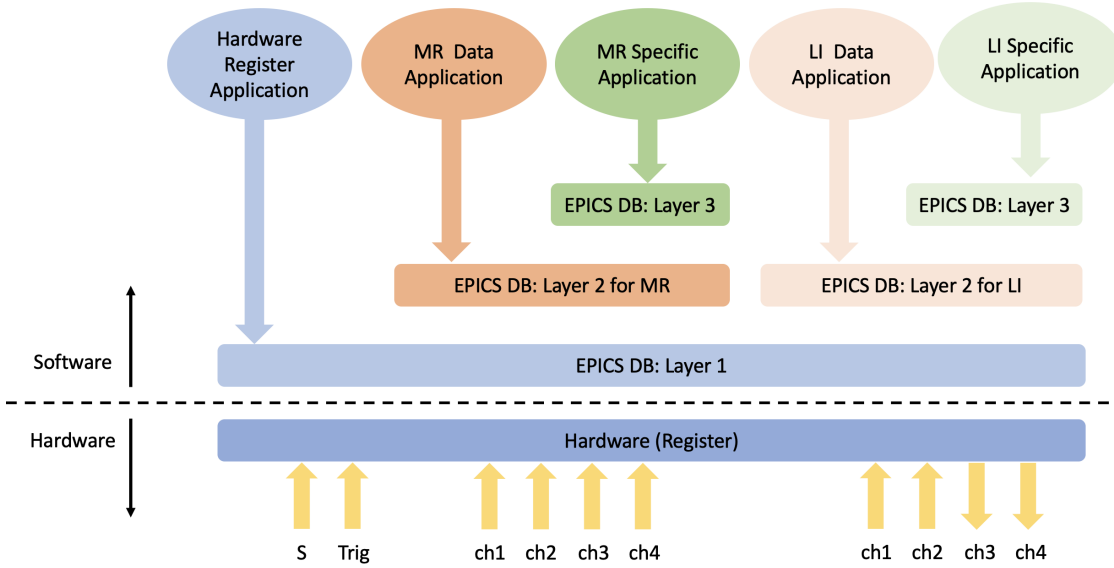 Hardware
Register
Application
MR Data
Application
MR Specific
Application
LI Data
Application
LI Specific
Application
EPICS DB: Layer 3
EPICS DB: Layer 3
EPICS DB: Layer 2 for MR
EPICS DB: Layer 2 for LI
Software
EPICS DB: Layer 1
Hardware
Hardware (Register)
S
Trig
ch1
ch2
ch3
ch4
ch1
ch2
ch3
ch4